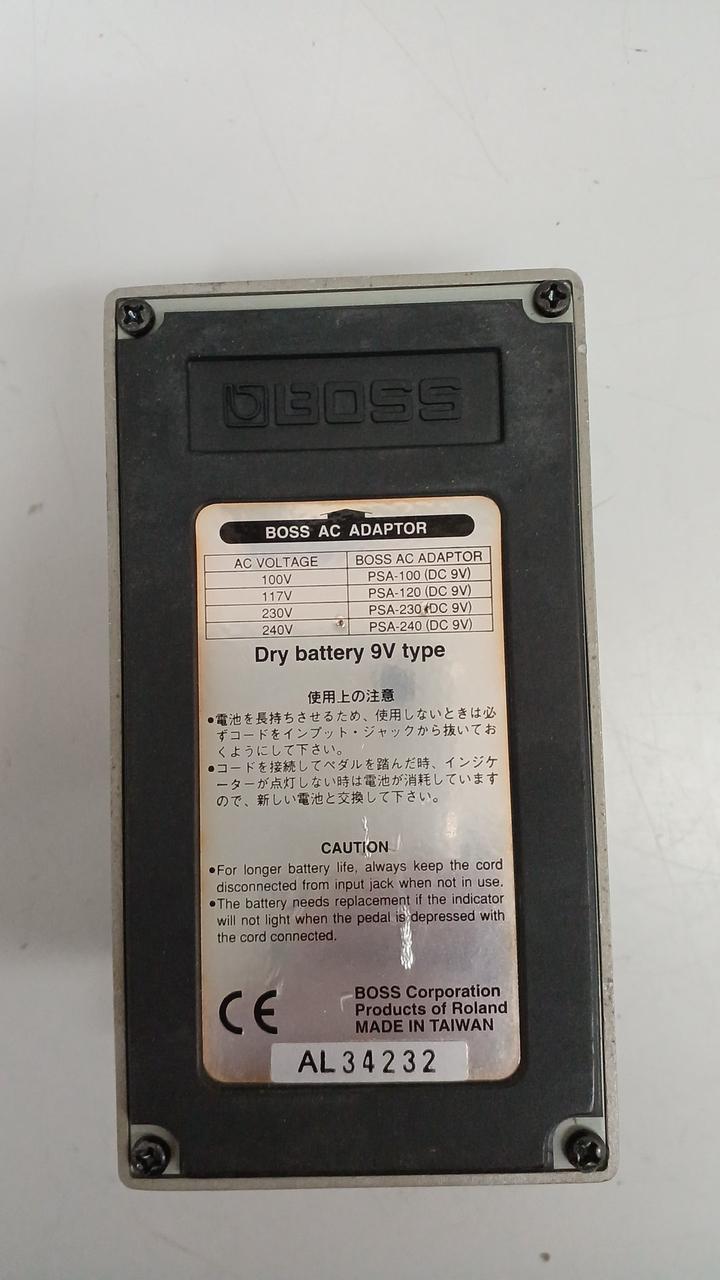 BOSS
BOSS AC ADAPTOR
AC VOLTAGE BOSS AC ADAPTOR
100V PSA-100 (DC 9V)
117V PSA-120 (DC 9V)
230V PSA-230 (DC 9V)
240V PSA-240 (DC 9V)
Dry battery 9V type
使用上の注意
●電池を長持ちさせるため、使用しないときは必
ずコードをインプット・ジャックから抜いてお
くようにして下さい。
●コードを接続してペダルを踏んだ時、インジケ
ーターが点灯しない時は電池が消耗しています
ので、新しい電池と交換して下さい。
CAUTION
●For longer battery life, always keep the cord
disconnected from input jack when not in use.
●The battery needs replacement if the indicator
will not light when the pedal is depressed with
the cord connected.
CE
BOSS Corporation
Products of Roland
MADE IN TAIWAN
AL34232